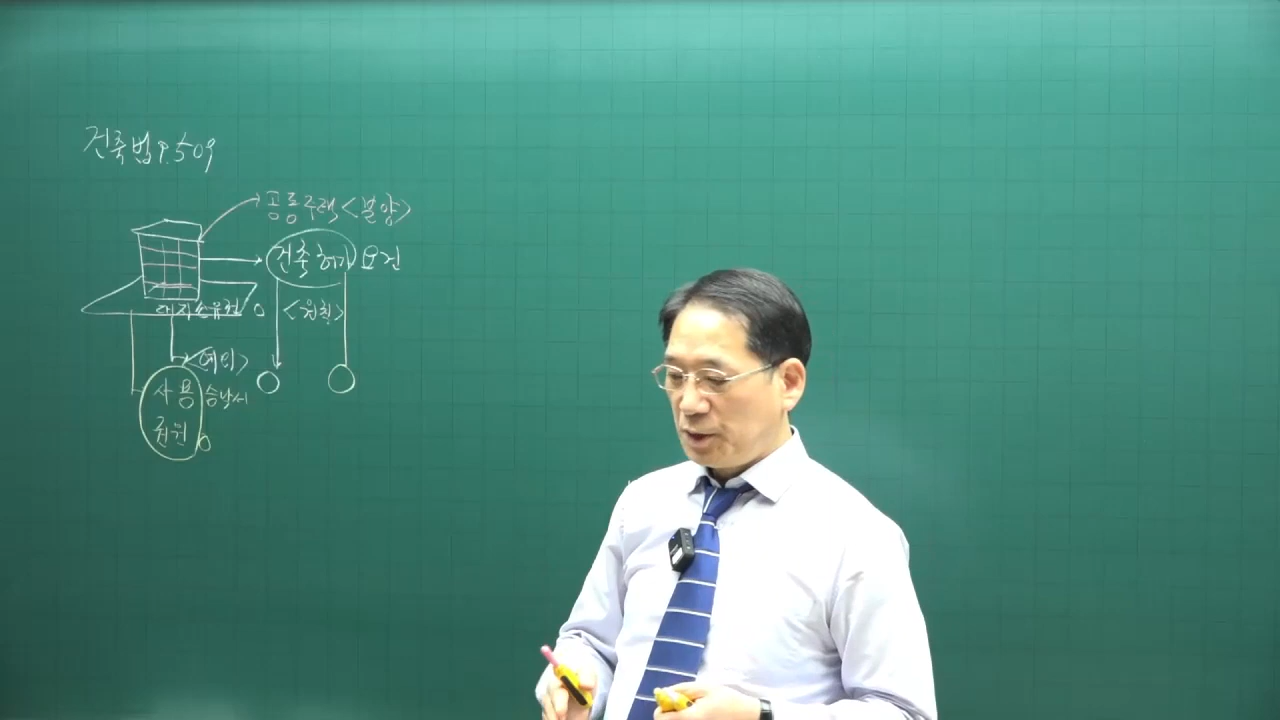 건축법 P.509
공동주택 <분양>
건축허가 요건
대지소유권 O <원칙>
<예외>
사용 승낙서
권원 O